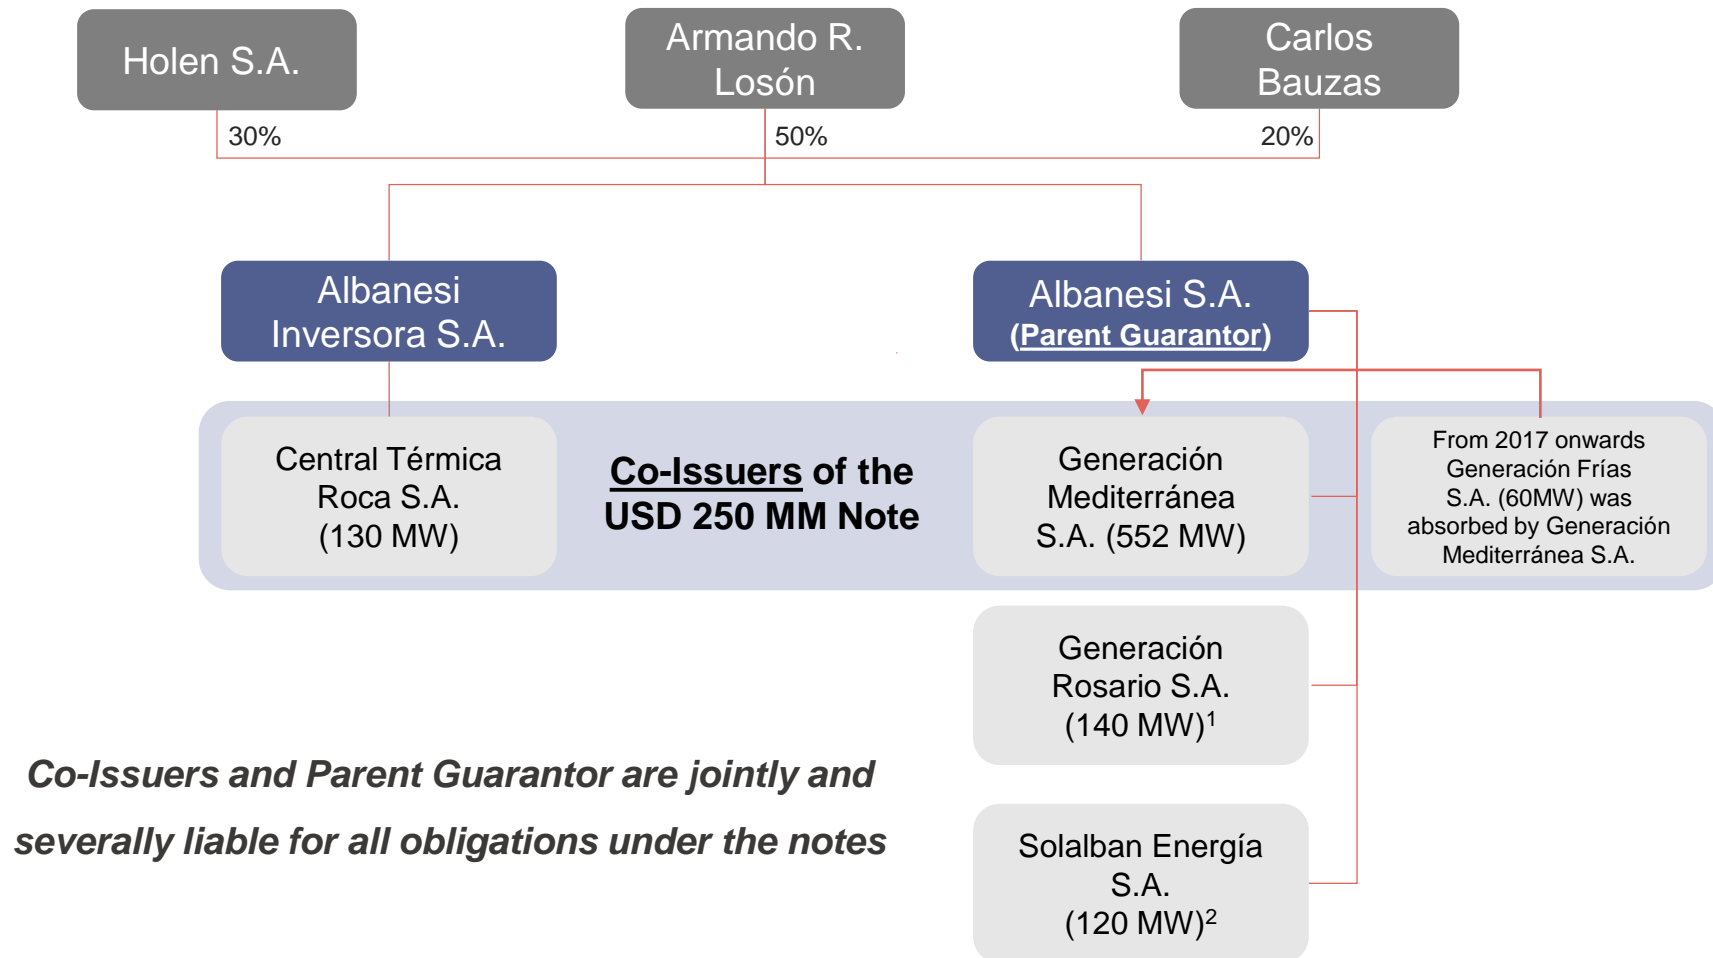 Holen S.A.
Armando R.
Losón
Carlos
Bauzas
30%
50%
20%
Albanesi
Inversora S.A.
Albanesi S.A.
(Parent Guarantor)
Central Térmica
Roca S.A.
(130 MW)
Co-Issuers of the
USD 250 MM Note
Generación
Mediterránea
S.A. (552 MW)
From 2017 onwards
Generación Frías
S.A. (60MW) was
absorbed by Generación
Mediterránea S.A.
Generación
Rosario S.A.
(140 MW)¹
Co-Issuers and Parent Guarantor are jointly and
severally liable for all obligations under the notes
Solalban Energía
S.A.
(120 MW)²